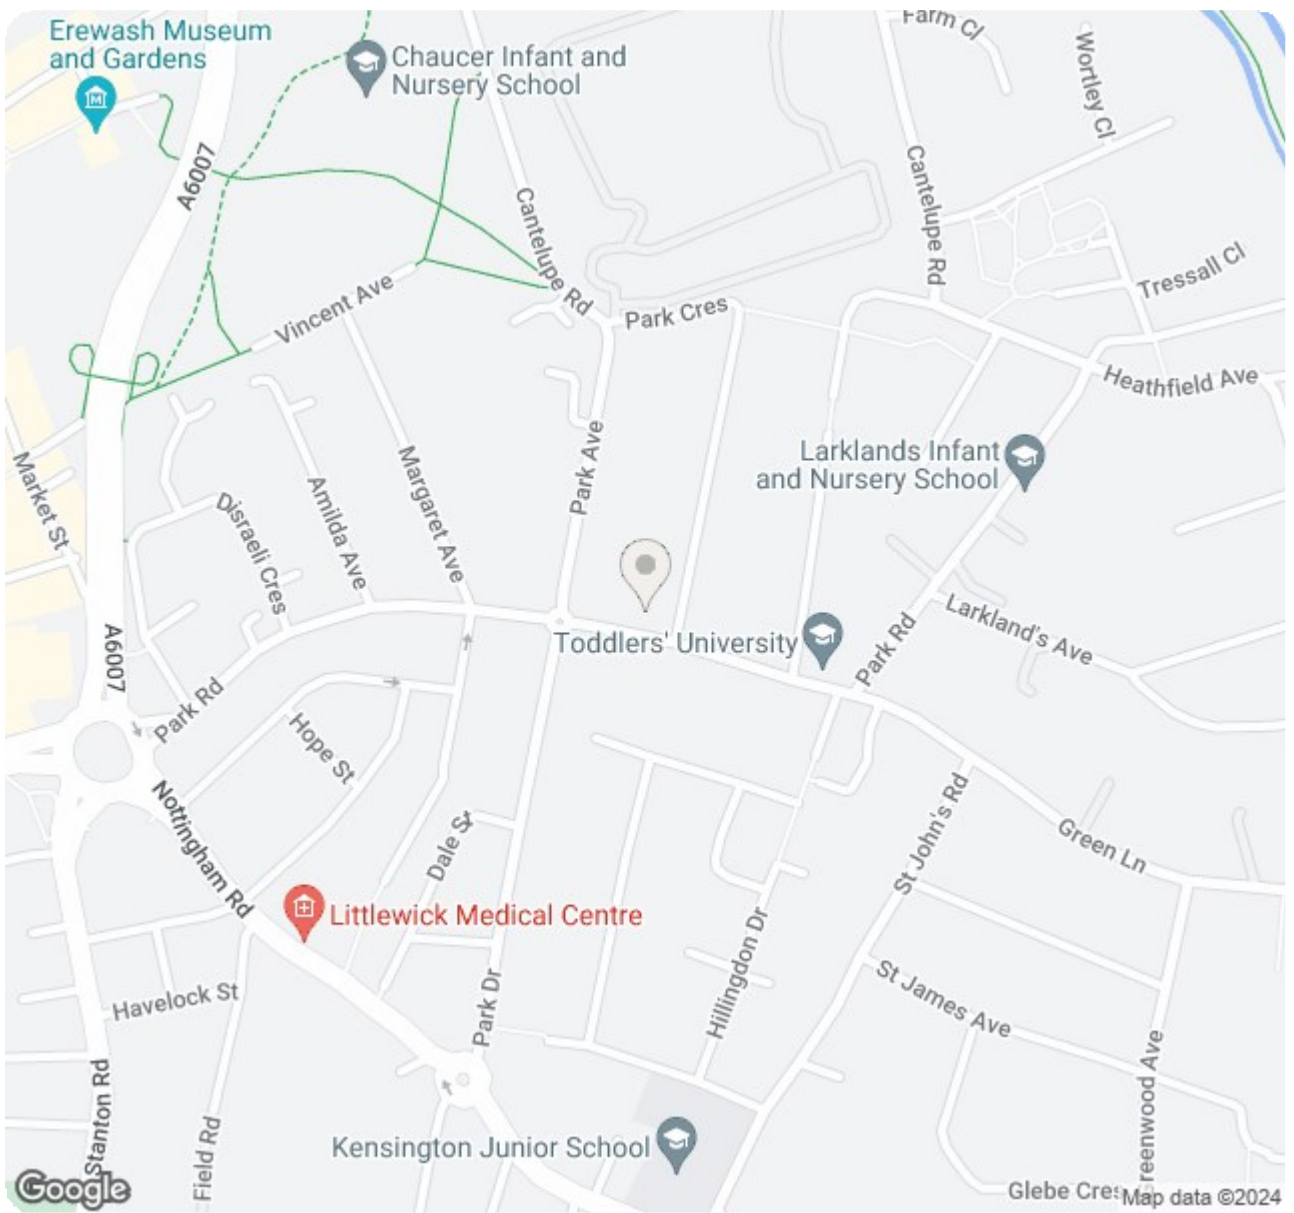 Erewash Museum
and Gardens
Chaucer Infant and
Nursery School
Farm Cl
Wortley Cl
A6007
Cantelupe Rd
Cantelupe Rd
Tressall Cl
Vincent Ave
Park Cres
Heathfield Ave
Market St
Disraeli Cres
Amilda Ave
Margaret Ave
Park Ave
Larklands Infant
and Nursery School
Larkland's Ave
Toddlers' University
Park Rd
A6007
Park Rd
Hope St
Nottingham Rd
Dale St
St John's Rd
Green Ln
Littlewick Medical Centre
Hillingdon Dr
Havelock St
Park Dr
St James Ave
Stanton Rd
Field Rd
Greenwood Ave
Kensington Junior School
Glebe Cres
Google
Map data ©2024